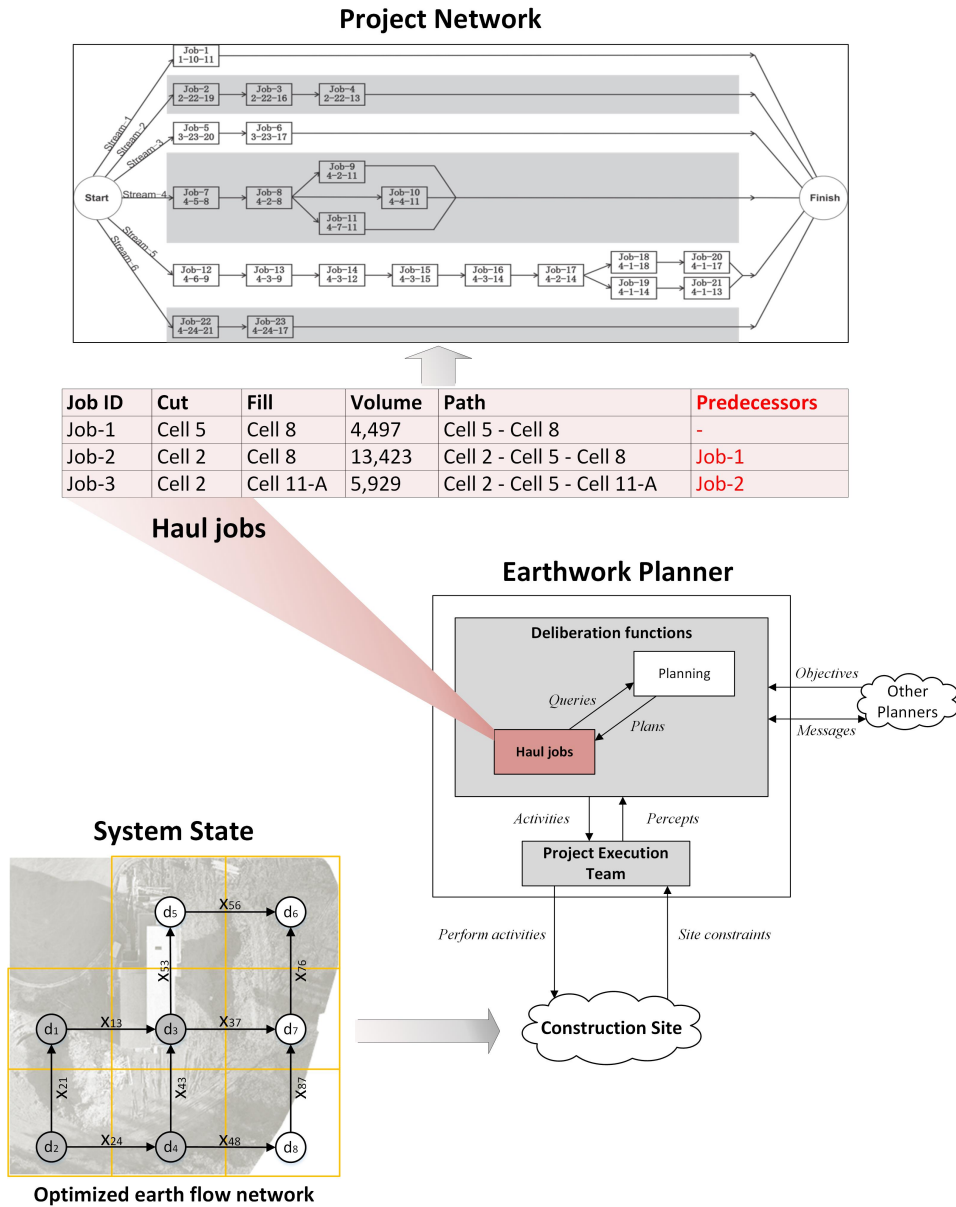 Project Network
Job-1
1-10-11
Job-2
2-22-19
Job-3
2-22-16
Job-4
2-22-13
Job-5
3-23-20
Job-6
3-23-17
Job-7
4-5-8
Job-8
4-2-8
Job-9
4-2-11
Job-10
4-4-11
Job-11
4-7-11
Job-12
4-6-9
Job-13
4-3-9
Job-14
4-3-12
Job-15
4-3-15
Job-16
4-3-14
Job-17
4-2-14
Job-18
4-1-18
Job-20
4-1-17
Job-19
4-1-14
Job-21
4-1-13
Job-22
4-24-21
Job-23
4-24-17
Start
Finish
Stream-1
Stream-2
Stream-3
Stream-4
Stream-5
Stream-6
Job ID Cut Fill Volume Path Predecessors
Job-1 Cell 5 Cell 8 4,497 Cell 5 - Cell 8 -
Job-2 Cell 2 Cell 8 13,423 Cell 2 - Cell 5 - Cell 8 Job-1
Job-3 Cell 2 Cell 11-A 5,929 Cell 2 - Cell 5 - Cell 11-A Job-2
Haul jobs
Earthwork Planner
Deliberation functions
Planning
Queries
Plans
Haul jobs
Objectives
Other
Planners
Messages
Activities
Percepts
Project Execution
Team
Perform activities
Site constraints
Construction Site
System State
d5
X56
d6
X53
X76
d1
X13
d3
X37
d7
X21
X43
X87
d2
X24
d4
X48
d8
Optimized earth flow network